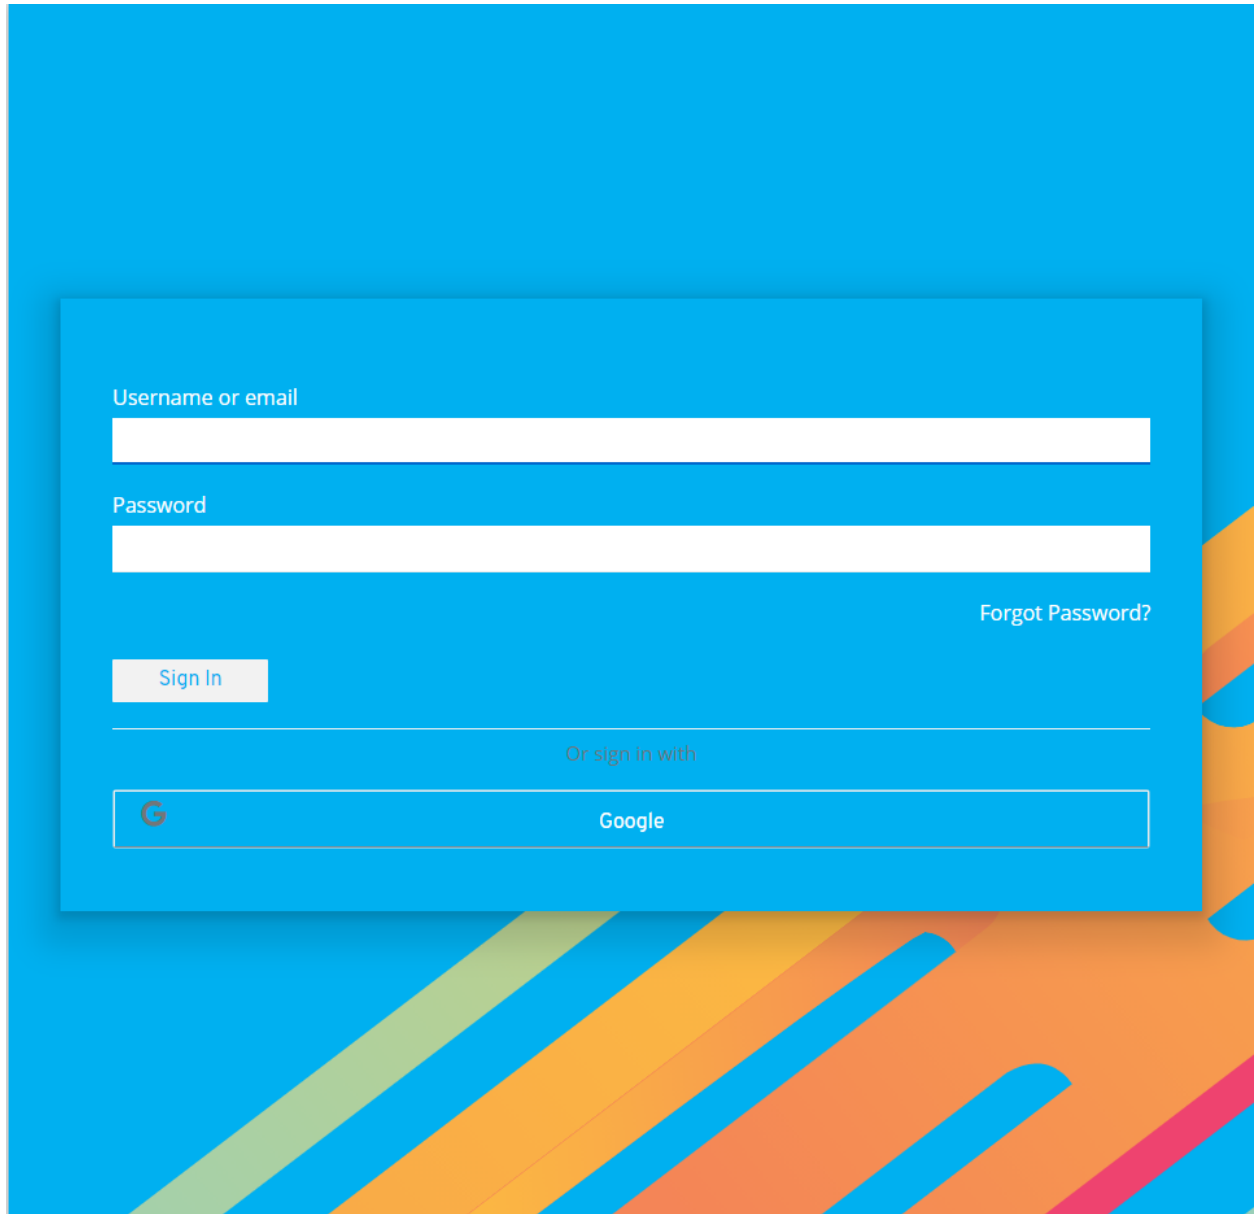 Username or email
Password
Forgot Password?
Sign In
Or sign in with
G
Google